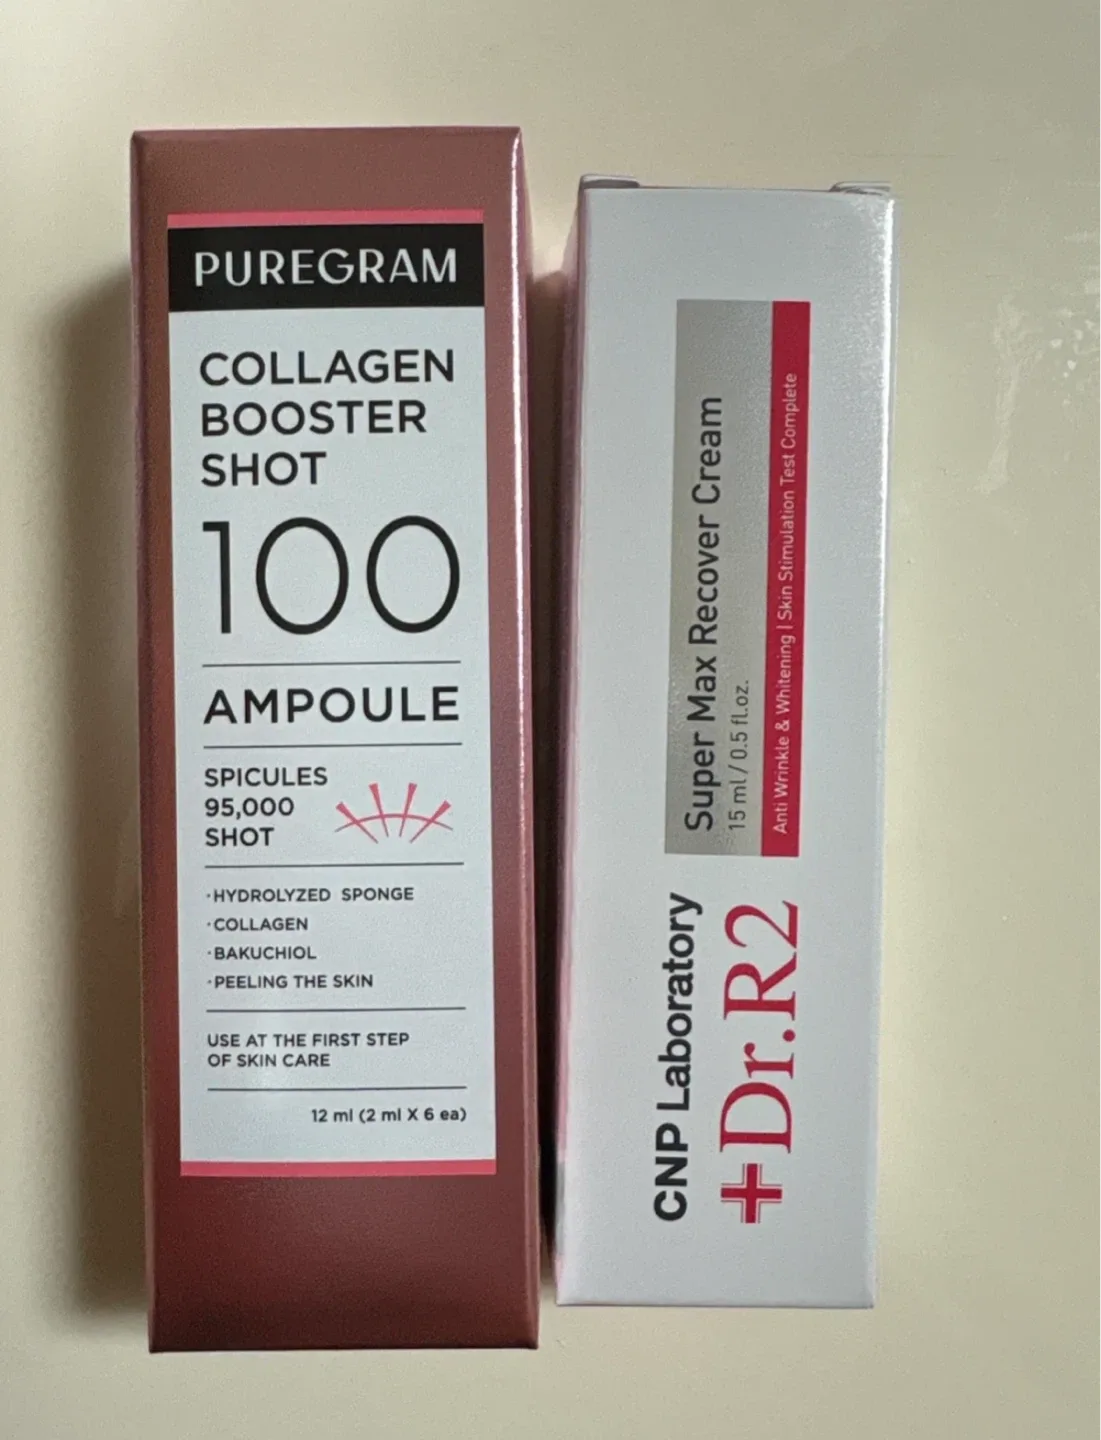 PUREGRAM
COLLAGEN
BOOSTER
SHOT
100
AMPOULE
SPICULES
95,000
SHOT
·HYDROLYZED SPONGE
·COLLAGEN
·BAKUCHIOL
·PEELING THE SKIN
USE AT THE FIRST STEP
OF SKIN CARE
12 ml (2 ml X 6 ea)
CNP Laboratory
Dr.R2
Super Max Recover Cream
15 ml / 0.5 fl.oz.
Anti Wrinkle & Whitening | Skin Stimulation Test Complete